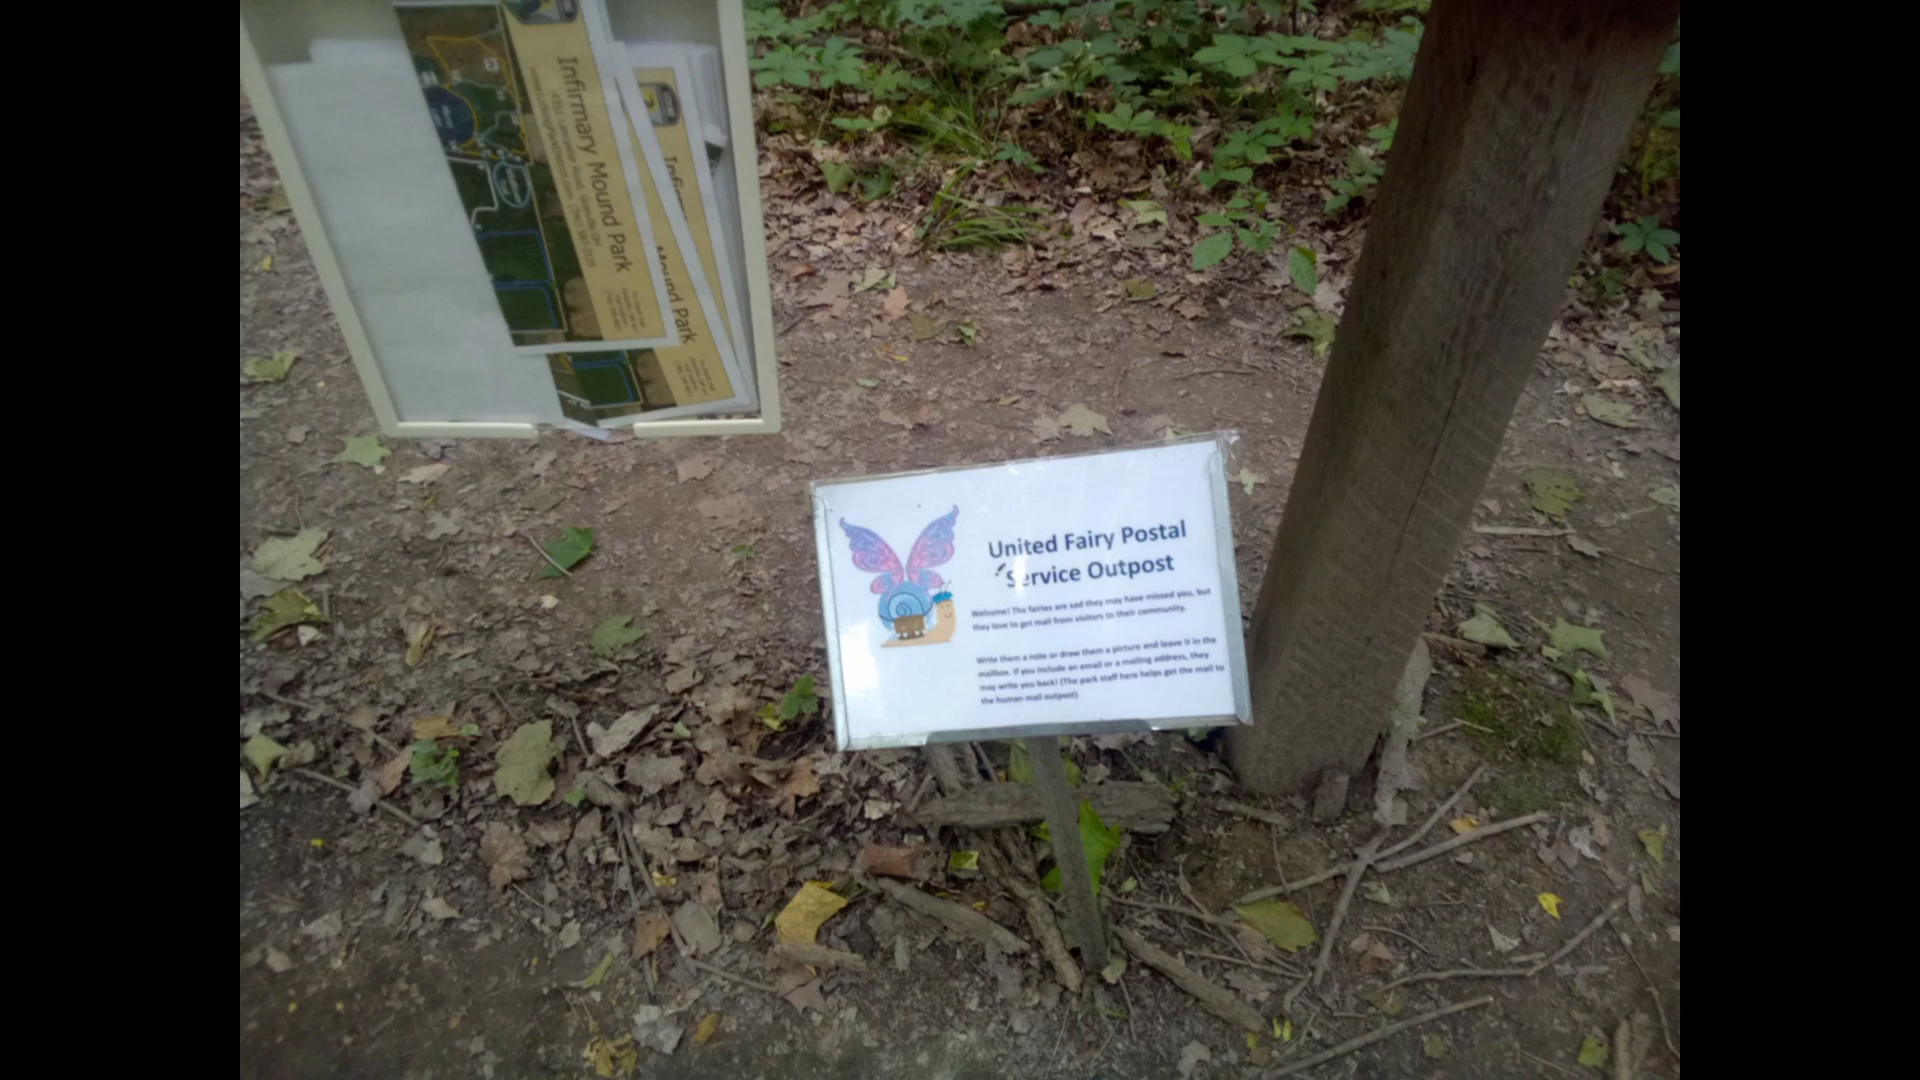 Infirmary Mound Park
Mound Park
United Fairy Postal
Service Outpost
Welcome! The fairies are sad they may have missed you, but
they love to get mail from visitors to their community.
Write them a note or draw them a picture and leave it in the
mailbox. If you include an email or a mailing address, they
may write you back! (The park staff here helps get the mail to
the human mail outpost)